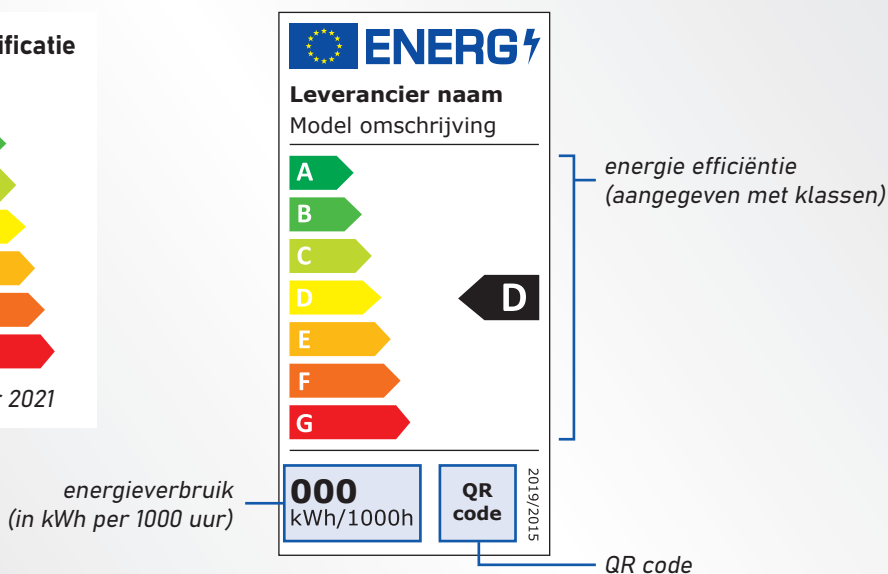 ificatie
2021
ENERG
Leverancier naam
Model omschrijving
A
B
C
D
E
F
G
D
energie efficiëntie
(aangegeven met klassen)
energieverbruik
(in kWh per 1000 uur)
000
kWh/1000h
QR
code
2019/2015
QR code